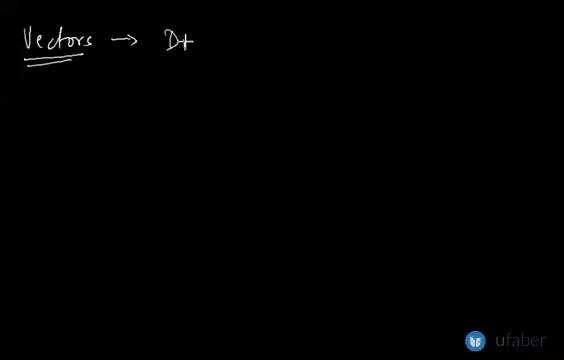 Vectors → D+
ufaber